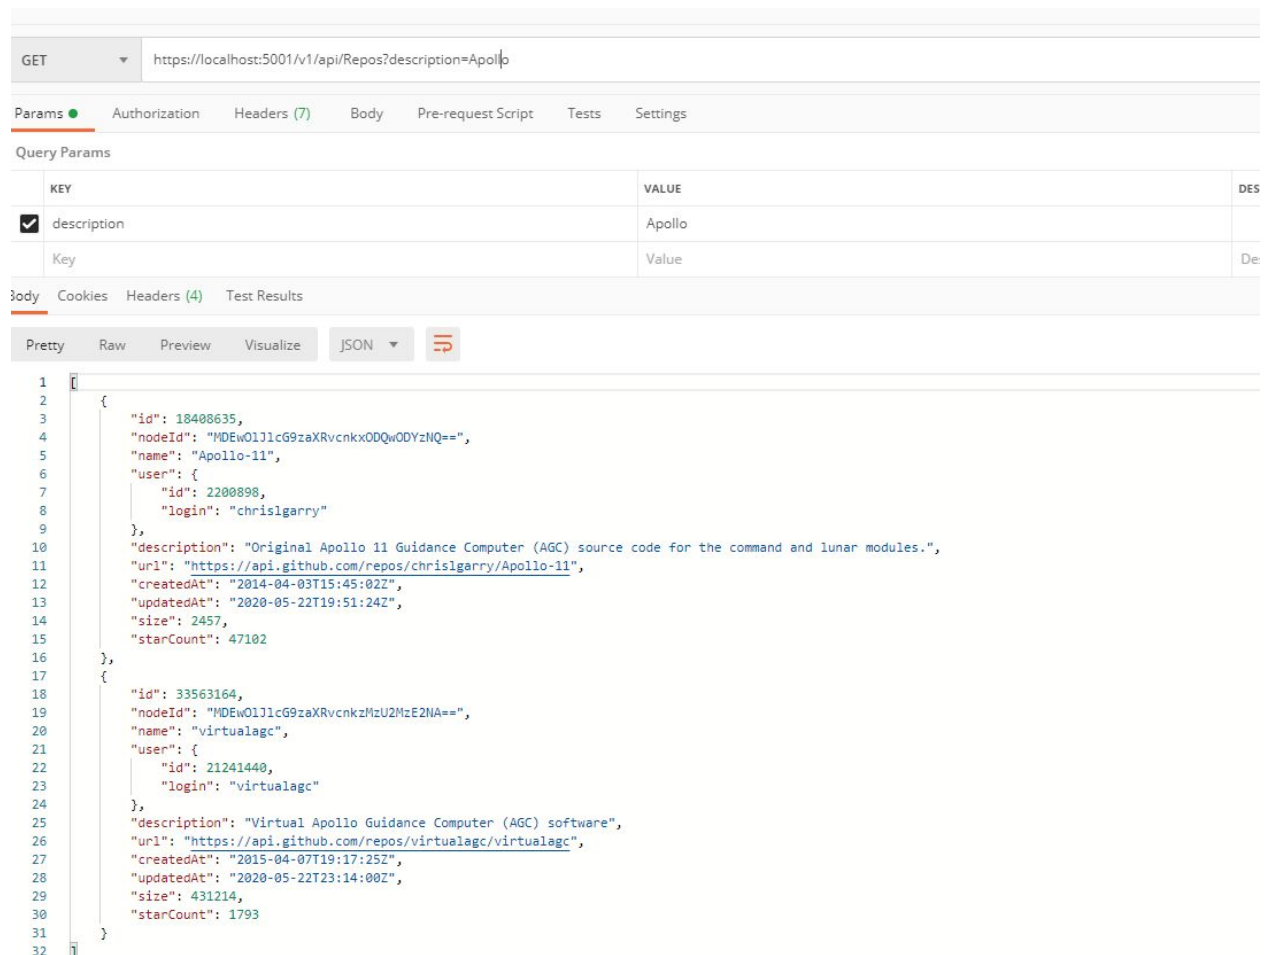 GET https://localhost:5001/v1/api/Repos?description=Apollo
Params Authorization Headers (7) Body Pre-request Script Tests Settings
Query Params
KEY VALUE DES
description Apollo
Key Value De
Body Cookies Headers (4) Test Results
Pretty Raw Preview Visualize JSON
1 [
2 {
3 "id": 18408635,
4 "nodeId": "MDEwOlJlcG9zaXRvcnkxODQwODYzNQ==",
5 "name": "Apollo-11",
6 "user": {
7 "id": 2200898,
8 "login": "chrislgarry"
9 },
10 "description": "Original Apollo 11 Guidance Computer (AGC) source code for the command and lunar modules.",
11 "url": "https://api.github.com/repos/chrislgarry/Apollo-11",
12 "createdAt": "2014-04-03T15:45:02Z",
13 "updatedAt": "2020-05-22T19:51:24Z",
14 "size": 2457,
15 "starCount": 47102
16 },
17 {
18 "id": 33563164,
19 "nodeId": "MDEwOlJlcG9zaXRvcnkzMzU2MzE2NA==",
20 "name": "virtualagc",
21 "user": {
22 "id": 21241440,
23 "login": "virtualagc"
24 },
25 "description": "Virtual Apollo Guidance Computer (AGC) software",
26 "url": "https://api.github.com/repos/virtualagc/virtualagc",
27 "createdAt": "2015-04-07T19:17:25Z",
28 "updatedAt": "2020-05-22T23:14:00Z",
29 "size": 431214,
30 "starCount": 1793
31 }
32 ]